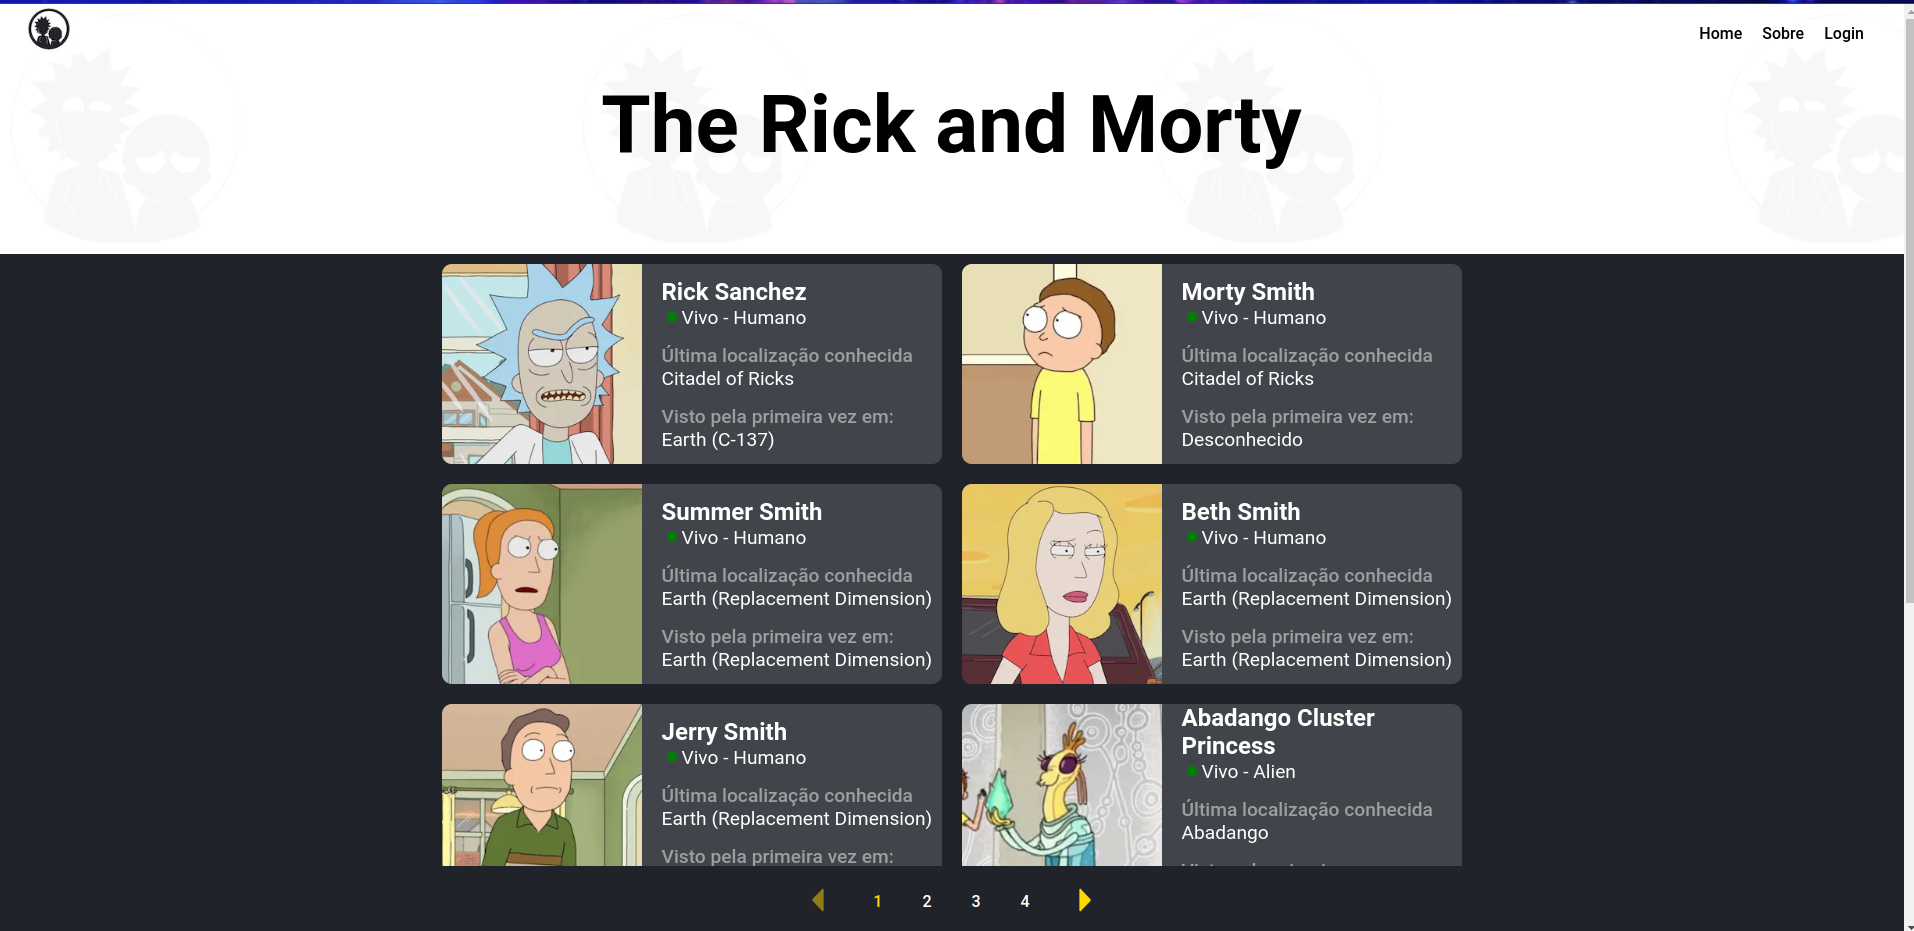 Home Sobre Login
The Rick and Morty
Rick Sanchez
Vivo - Humano
Última localização conhecida
Citadel of Ricks
Visto pela primeira vez em:
Earth (C-137)
Morty Smith
Vivo - Humano
Última localização conhecida
Citadel of Ricks
Visto pela primeira vez em:
Desconhecido
Summer Smith
Vivo - Humano
Última localização conhecida
Earth (Replacement Dimension)
Visto pela primeira vez em:
Earth (Replacement Dimension)
Beth Smith
Vivo - Humano
Última localização conhecida
Earth (Replacement Dimension)
Visto pela primeira vez em:
Earth (Replacement Dimension)
Jerry Smith
Vivo - Humano
Última localização conhecida
Earth (Replacement Dimension)
Visto pela primeira vez em:
Abadango Cluster
Princess
Vivo - Alien
Última localização conhecida
Abadango
1 2 3 4